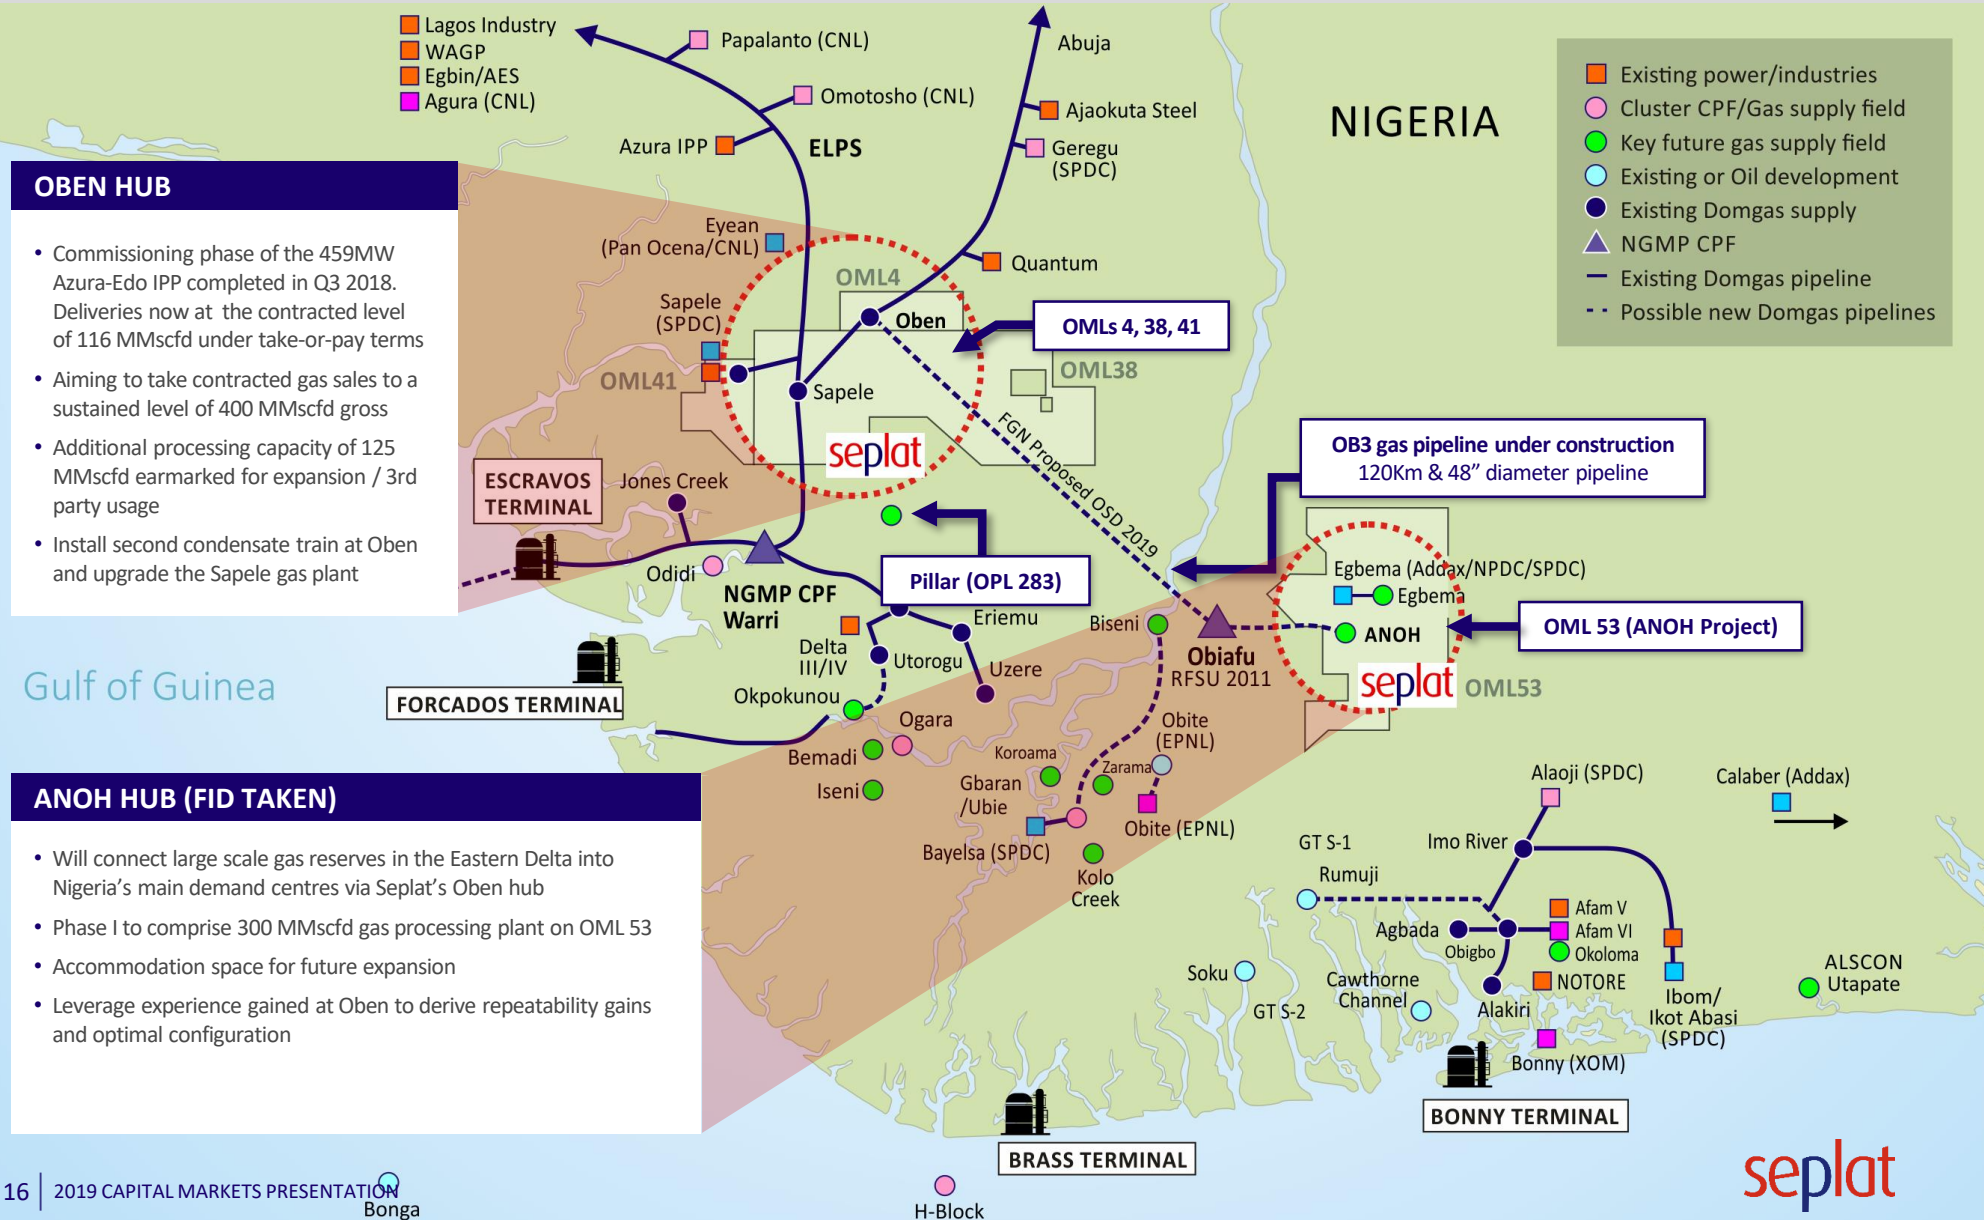 Lagos Industry
WAGP
Egbin/AES
Agura (CNL)
Papalanto (CNL)
Omotosho (CNL)
Azura IPP
ELPS
Abuja
Ajaokuta Steel
Geregu
(SPDC)
NIGERIA
Existing power/industries
Cluster CPF/Gas supply field
Key future gas supply field
Existing or Oil development
Existing Domgas supply
NGMP CPF
Existing Domgas pipeline
Possible new Domgas pipelines
OBEN HUB
• Commissioning phase of the 459MW
Azura-Edo IPP completed in Q3 2018.
Deliveries now at the contracted level
of 116 MMscfd under take-or-pay terms
• Aiming to take contracted gas sales to a
sustained level of 400 MMscfd gross
• Additional processing capacity of 125
MMscfd earmarked for expansion / 3rd
party usage
• Install second condensate train at Oben
and upgrade the Sapele gas plant
Eyean
(Pan Ocena/CNL)
Quantum
OML4
Oben
Sapele
(SPDC)
OML41
Sapele
OMLs 4, 38, 41
OML38
seplat
FGN Proposed OSD 2019
OB3 gas pipeline under construction
120Km & 48” diameter pipeline
ESCRAVOS
TERMINAL
Jones Creek
Odidi
NGMP CPF
Warri
Pillar (OPL 283)
Egbema (Addax/NPDC/SPDC)
Egbema
ANOH
OML 53 (ANOH Project)
seplat
OML53
Biseni
Obiafu
RFSU 2011
Eriemu
Delta
III/IV
Utorogu
Uzere
Okpokunou
Gulf of Guinea
FORCADOS TERMINAL
Ogara
Bemadi
Iseni
Koroama
Zarama
Gbaran
/Ubie
Obite
(EPNL)
Obite (EPNL)
Bayelsa (SPDC)
Kolo
Creek
ANOH HUB (FID TAKEN)
• Will connect large scale gas reserves in the Eastern Delta into
Nigeria’s main demand centres via Seplat’s Oben hub
• Phase I to comprise 300 MMscfd gas processing plant on OML 53
• Accommodation space for future expansion
• Leverage experience gained at Oben to derive repeatability gains
and optimal configuration
Alaoji (SPDC)
Calaber (Addax)
GT S-1
Rumuji
Imo River
Agbada
Obigbo
Afam V
Afam VI
Okoloma
NOTORE
Soku
GT S-2
Cawthorne
Channel
Alakiri
Ibom/
Ikot Abasi
(SPDC)
ALSCON
Utapate
Bonny (XOM)
BONNY TERMINAL
BRASS TERMINAL
seplat
16
2019 CAPITAL MARKETS PRESENTATION
Bonga
H-Block